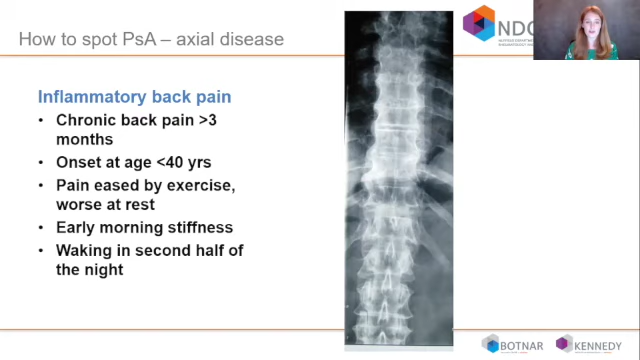 How to spot PsA – axial disease
NDO
Inflammatory back pain
• Chronic back pain >3
months
• Onset at age <40 yrs
• Pain eased by exercise,
worse at rest
• Early morning stiffness
• Waking in second half of
the night
BOTNAR
KENNEDY